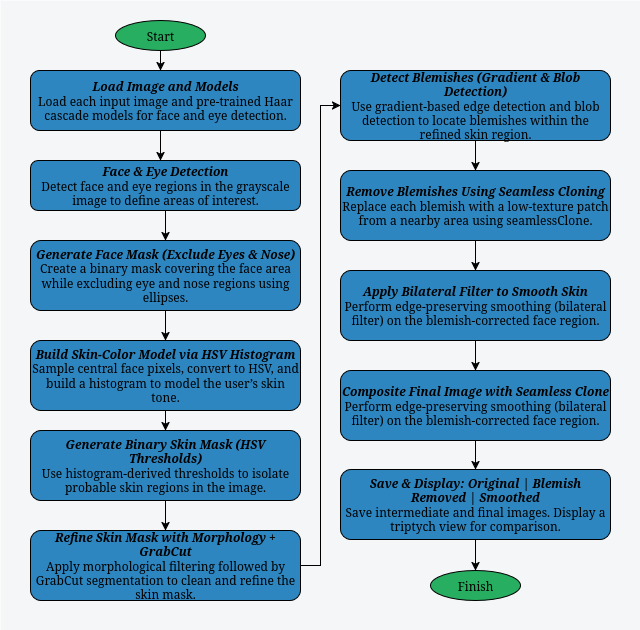 Start
Load Image and Models
Load each input image and pre-trained Haar
cascade models for face and eye detection.
Face & Eye Detection
Detect face and eye regions in the grayscale
image to define areas of interest.
Generate Face Mask (Exclude Eyes & Nose)
Create a binary mask covering the face area
while excluding eye and nose regions using
ellipses.
Build Skin-Color Model via HSV Histogram
Sample central face pixels, convert to HSV, and
build a histogram to model the user's skin
tone.
Generate Binary Skin Mask (HSV
Thresholds)
Use histogram-derived thresholds to isolate
probable skin regions in the image.
Refine Skin Mask with Morphology +
GrabCut
Apply morphological filtering followed by
GrabCut segmentation to clean and refine the
skin mask.
Detect Blemishes (Gradient & Blob
Detection)
Use gradient-based edge detection and blob
detection to locate blemishes within the
refined skin region.
Remove Blemishes Using Seamless Cloning
Replace each blemish with a low-texture patch
from a nearby area using seamlessClone.
Apply Bilateral Filter to Smooth Skin
Perform edge-preserving smoothing (bilateral
filter) on the blemish-corrected face region.
Composite Final Image with Seamless Clone
Perform edge-preserving smoothing (bilateral
filter) on the blemish-corrected face region.
Save & Display: Original | Blemish
Removed | Smoothed
Save intermediate and final images. Display a
triptych view for comparison.
Finish